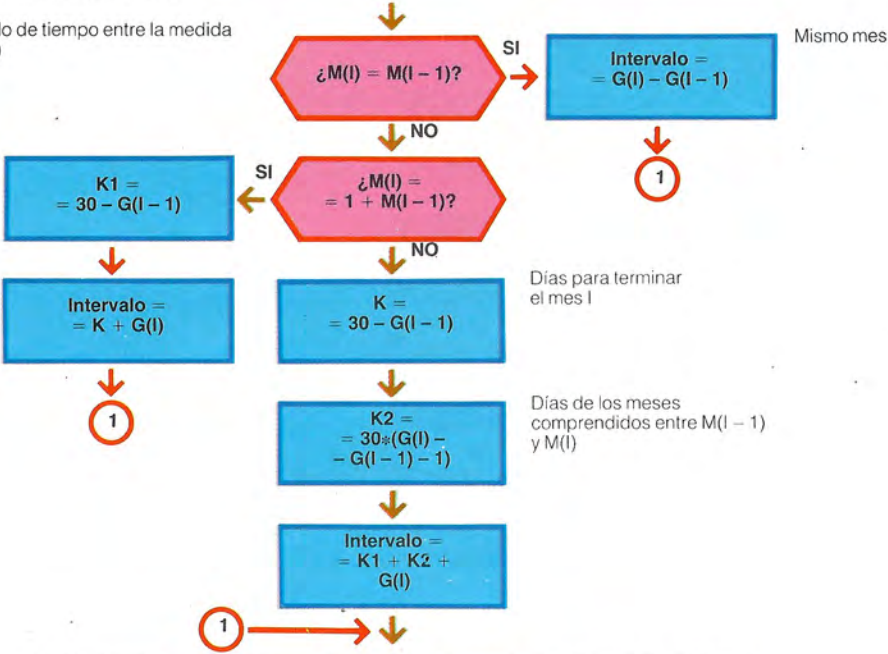 lo de tiempo entre la medida
)
¿M(I) = M(I – 1)?
SI
Intervalo =
= G(I) – G(I – 1)
Mismo mes
NO
1
K1 =
= 30 – G(I – 1)
SI
¿M(I) =
= 1 + M(I – 1)?
NO
Intervalo =
= K + G(I)
K =
= 30 – G(I – 1)
Días para terminar
el mes I
1
K2 =
= 30*(G(I) –
– G(I – 1) – 1)
Días de los meses
comprendidos entre M(I – 1)
y M(I)
Intervalo =
= K1 + K2 +
G(I)
1